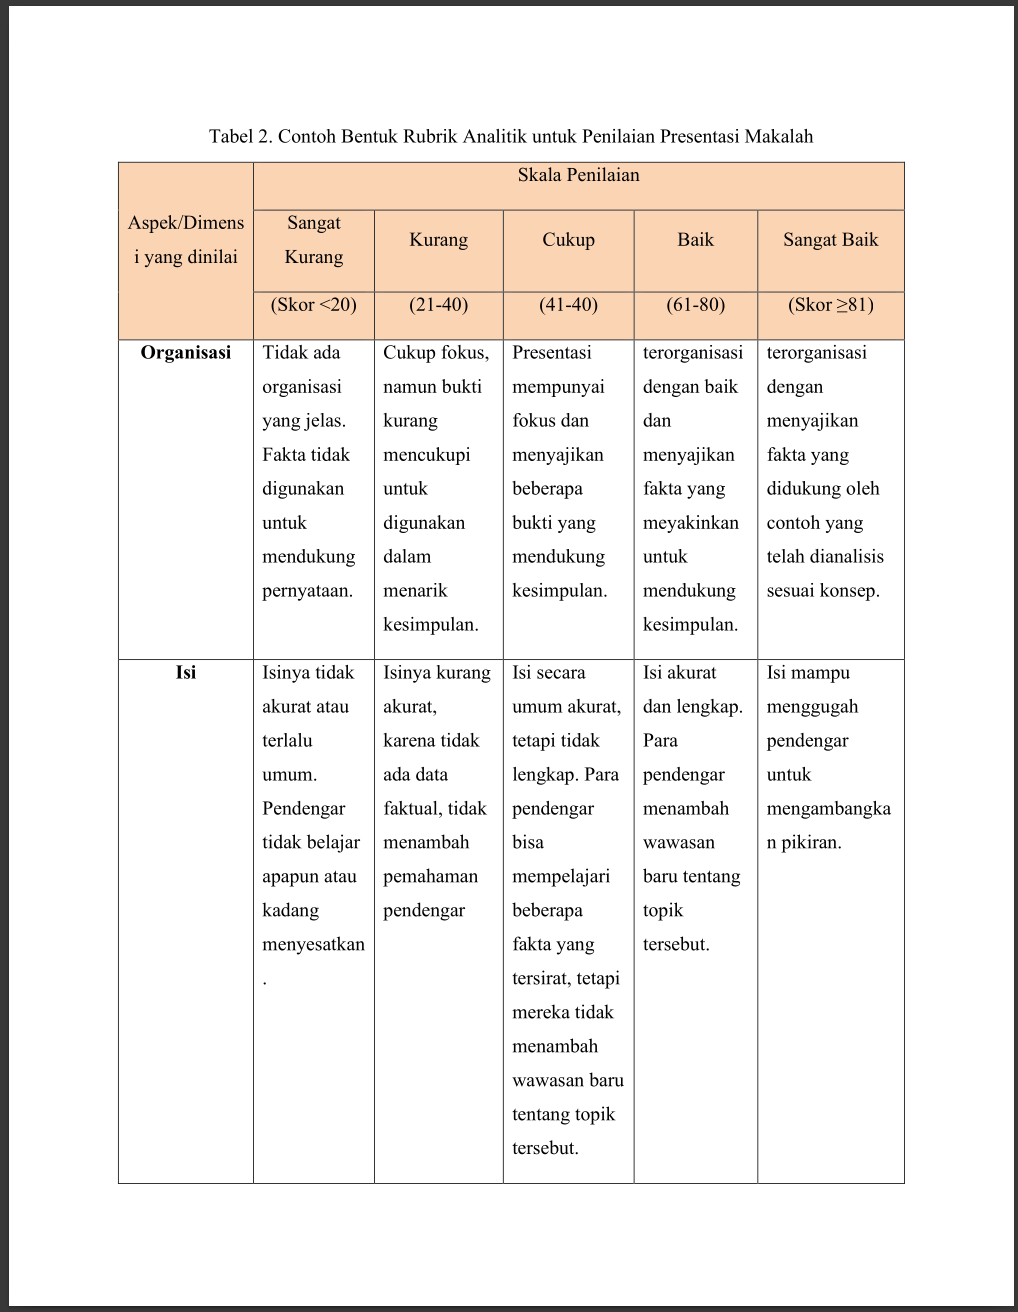 Tabel 2. Contoh Bentuk Rubrik Analitik untuk Penilaian Presentasi Makalah
Aspek/Dimens
i yang dinilai
Skala Penilaian
Sangat
Kurang
Kurang
Cukup
Baik
Sangat Baik
(Skor <20)
(21-40)
(41-40)
(61-80)
(Skor ≥81)
Organisasi
Tidak ada
organisasi
yang jelas.
Fakta tidak
digunakan
untuk
mendukung
pernyataan.
Cukup fokus,
namun bukti
kurang
mencukupi
untuk
digunakan
dalam
menarik
kesimpulan.
Presentasi
mempunyai
fokus dan
menyajikan
beberapa
bukti yang
mendukung
kesimpulan.
terorganisasi
dengan baik
dan
menyajikan
fakta yang
meyakinkan
untuk
mendukung
kesimpulan.
terorganisasi
dengan
menyajikan
fakta yang
didukung oleh
contoh yang
telah dianalisis
sesuai konsep.
Isi
Isinya tidak
akurat atau
terlalu
umum.
Pendengar
tidak belajar
apapun atau
kadang
menyesatkan
.
Isinya kurang
akurat,
karena tidak
ada data
faktual, tidak
menambah
pemahaman
pendengar
Isi secara
umum akurat,
tetapi tidak
lengkap. Para
pendengar
bisa
mempelajari
beberapa
fakta yang
tersirat, tetapi
mereka tidak
menambah
wawasan baru
tentang topik
tersebut.
Isi akurat
dan lengkap.
Para
pendengar
menambah
wawasan
baru tentang
topik
tersebut.
Isi mampu
menggugah
pendengar
untuk
mengambangka
n pikiran.